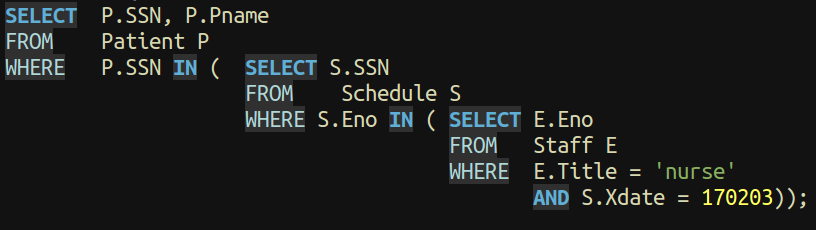 SELECT P.SSN, P.Pname
FROM Patient P
WHERE P.SSN IN ( SELECT S.SSN
FROM Schedule S
WHERE S.Eno IN ( SELECT E.Eno
FROM Staff E
WHERE E.Title = 'nurse'
AND S.Xdate = 170203));